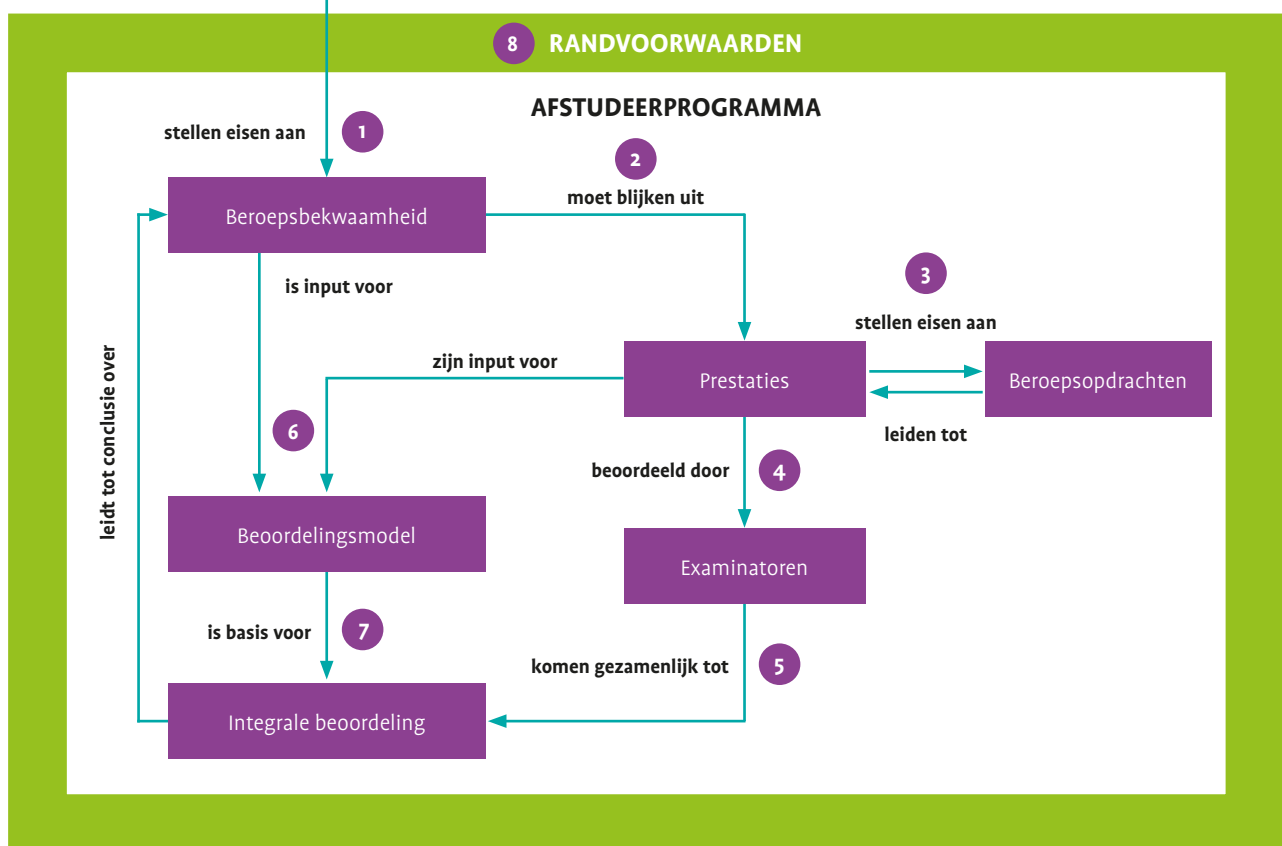 8 RANDVOORWAARDEN
AFSTUDEERPROGRAMMA
stellen eisen aan 1
2
moet blijken uit
Beroepsbekwaamheid
is input voor
3
stellen eisen aan
zijn input voor
Prestaties
Beroepsopdrachten
leiden tot
leidt tot conclusie over
6
beoordeeld door 4
Beoordelingsmodel
Examinatoren
is basis voor 7
komen gezamenlijk tot 5
Integrale beoordeling